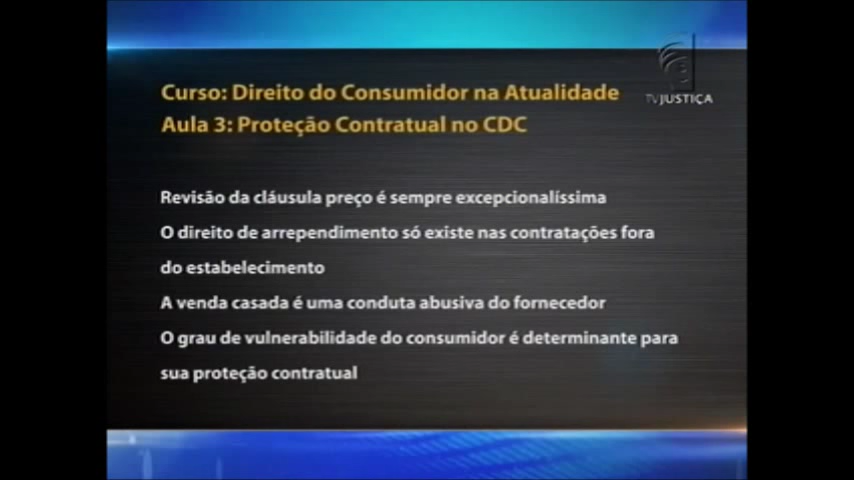 Curso: Direito do Consumidor na Atualidade
Aula 3: Proteção Contratual no CDC
TV JUSTIÇA
Revisão da cláusula preço é sempre excepcionalíssima
O direito de arrependimento só existe nas contratações fora
do estabelecimento
A venda casada é uma conduta abusiva do fornecedor
O grau de vulnerabilidade do consumidor é determinante para
sua proteção contratual